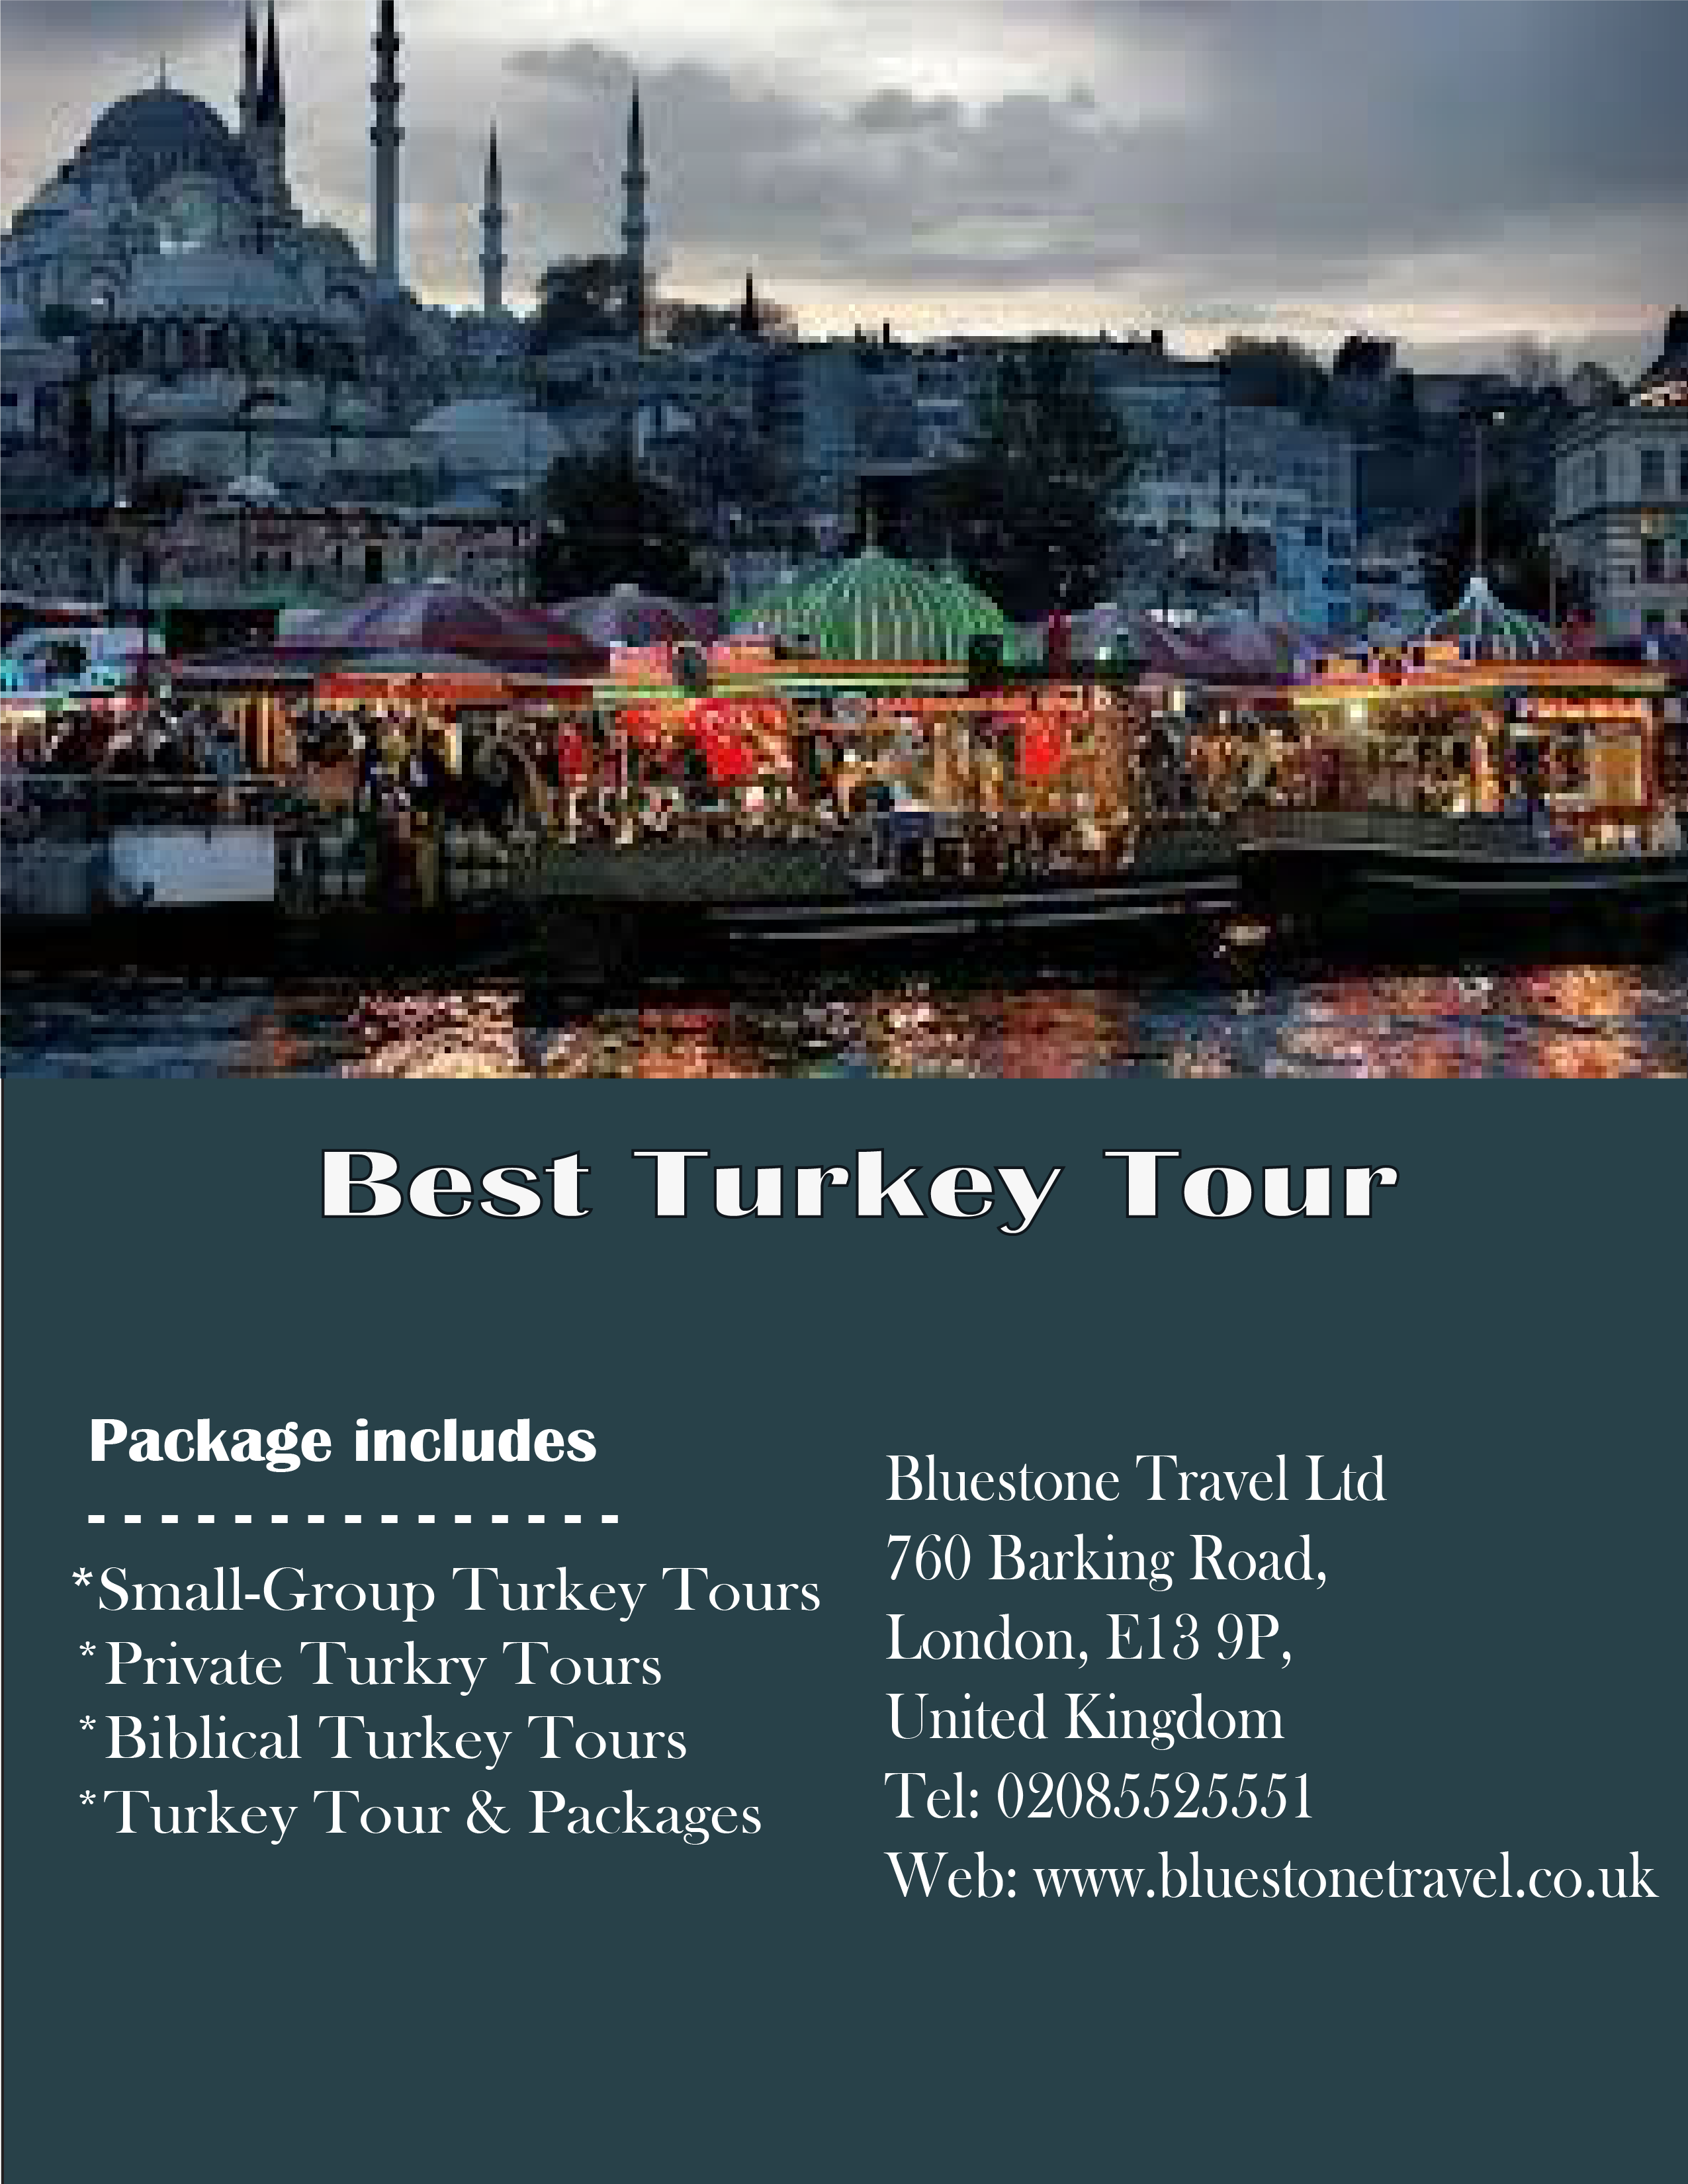 Best Turkey Tour
Package includes
- - - - - - - - - - - - - - -
*Small-Group Turkey Tours
*Private Turkry Tours
*Biblical Turkey Tours
*Turkey Tour & Packages
Bluestone Travel Ltd
760 Barking Road,
London, E13 9P,
United Kingdom
Tel: 02085525551
Web: www.bluestonetravel.co.uk